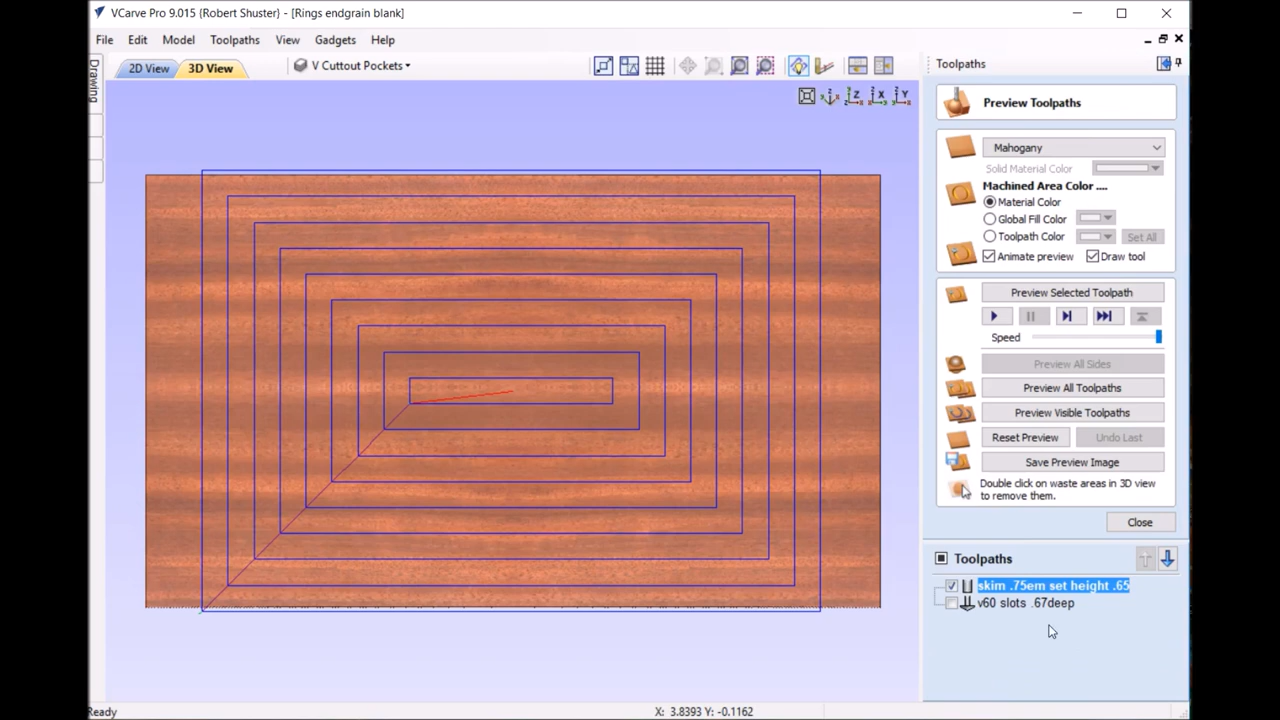 VCarve Pro 9.015 {Robert Shuster} - [Rings endgrain blank]
File Edit Model Toolpaths View Gadgets Help
2D View 3D View V Cuttout Pockets
Drawing
Z X Y
Toolpaths
Preview Toolpaths
Mahogany
Solid Material Color
Machined Area Color ....
Material Color
Global Fill Color
Toolpath Color Set All
Animate preview Draw tool
Preview Selected Toolpath
Speed
Preview All Sides
Preview All Toolpaths
Preview Visible Toolpaths
Reset Preview Undo Last
Save Preview Image
Double click on waste areas in 3D view
to remove them.
Close
Toolpaths
skim .75em set height .65
v60 slots .67deep
Ready X: 3.8393 Y: -0.1162